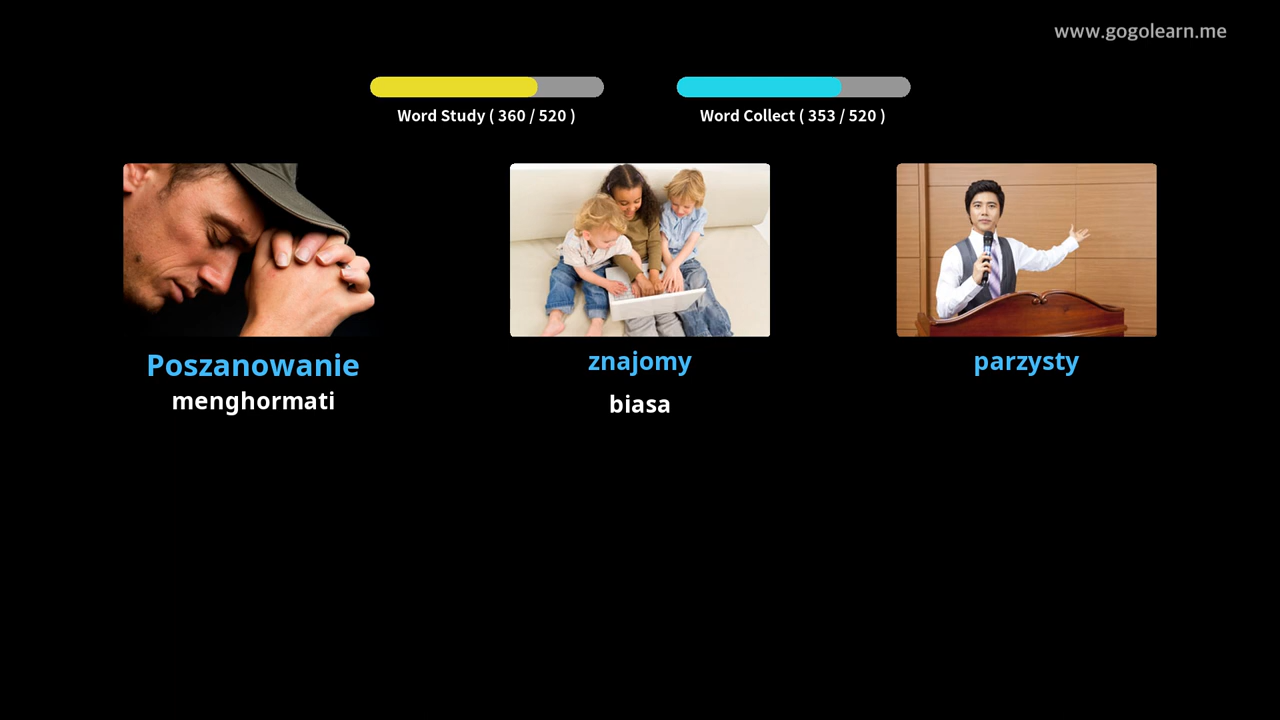 www.gogolearn.me
Word Study ( 360 / 520 )
Word Collect ( 353 / 520 )
Poszanowanie
menghormati
znajomy
biasa
parzysty